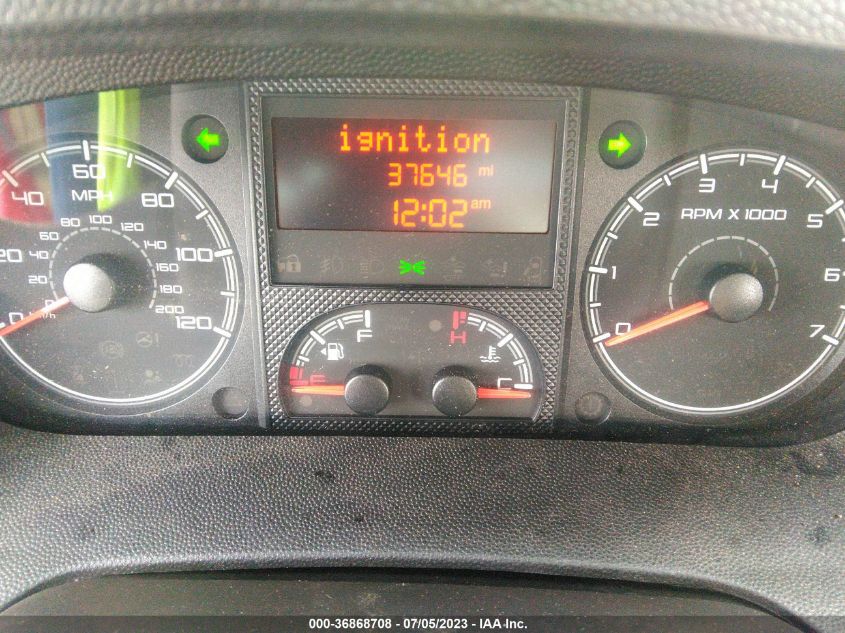 ignition
37646 mi
12:02 am
0 20 40 60 80 100 120
MPH
0 20 40 60 80 100 120 140 160 180 200
km/h
F
E
H
C
0 1 2 3 4 5 6 7
RPM X 1000
000-36868708 - 07/05/2023 - IAA Inc.